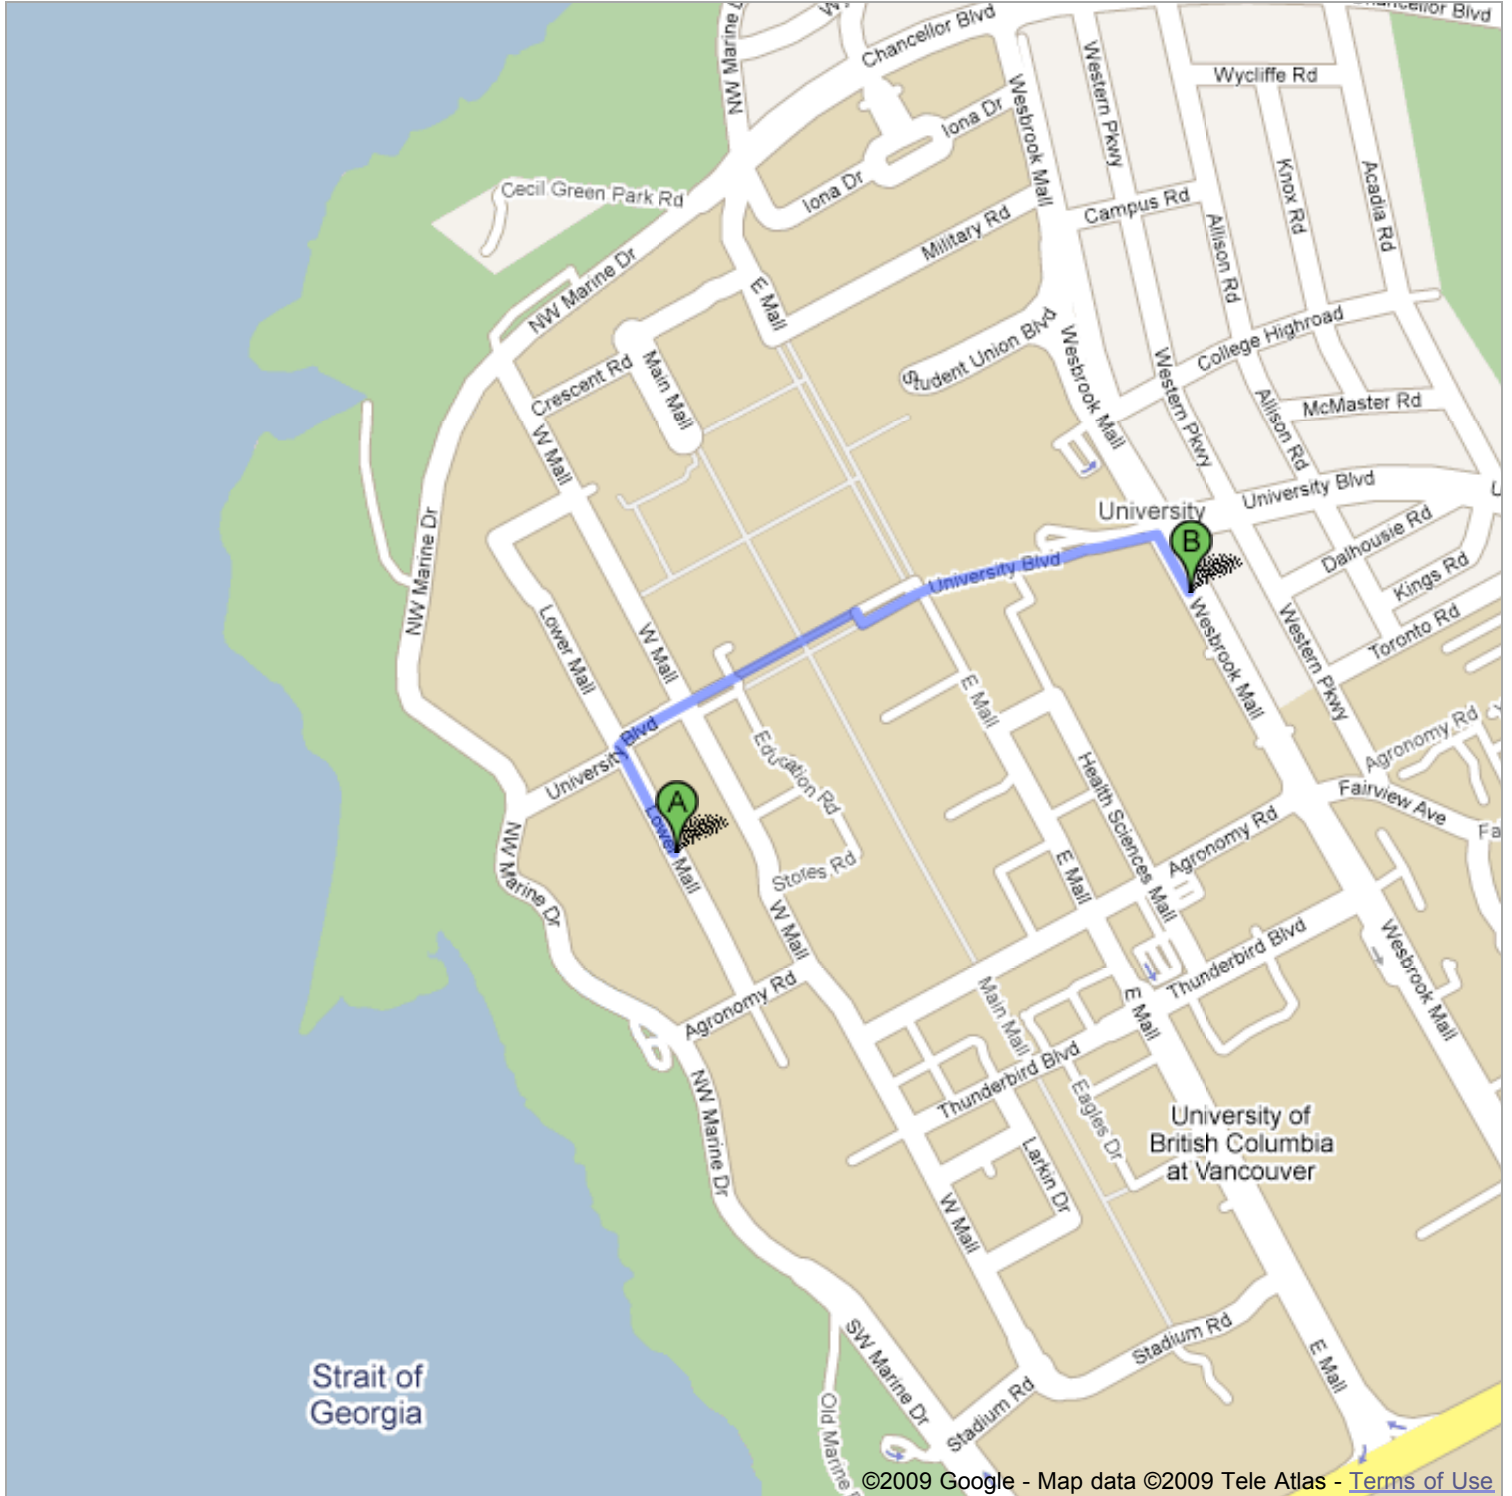 Chancellor Blvd
Chancellor Blvd
NW Marine Dr
Wycliffe Rd
Western Pkwy
Wesbrook Mall
Iona Dr
Iona Dr
Knox Rd
Acadia Rd
Cecil Green Park Rd
Campus Rd
Military Rd
Allison Rd
NW Marine Dr
E Mall
Student Union Blvd
College Highroad
Wesbrook Mall
Main Mall
Crescent Rd
Western Pkwy
McMaster Rd
Allison Rd
W Mall
University Blvd
University
NW Marine Dr
Dalhousie Rd
B
University Blvd
Kings Rd
Lower Mall
W Mall
Wesbrook Mall
Western Pkwy
Toronto Rd
E Mall
Agronomy Rd
University Blvd
Education Rd
Health Sciences Mall
A
Lower Mall
Fairview Ave
Fa
NW Marine Dr
Agronomy Rd
E Mall
Stores Rd
W Mall
Thunderbird Blvd
Wesbrook Mall
Agronomy Rd
Main Mall
E Mall
Thunderbird Blvd
NW Marine Dr
Eagles Dr
University of
British Columbia
at Vancouver
Larkin Dr
W Mall
Stadium Rd
SW Marine Dr
E Mall
Strait of
Georgia
Stadium Rd
Old Marine
©2009 Google - Map data ©2009 Tele Atlas - Terms of Use